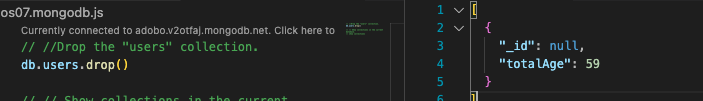 os07.mongodb.js
Currently connected to adobo.v2otfaj.mongodb.net. Click here to
// //Drop the "users" collection.
db.users.drop()
// // Show collections in the current
1 [
2 {
3 "_id": null,
4 "totalAge": 59
5 }
6 ]